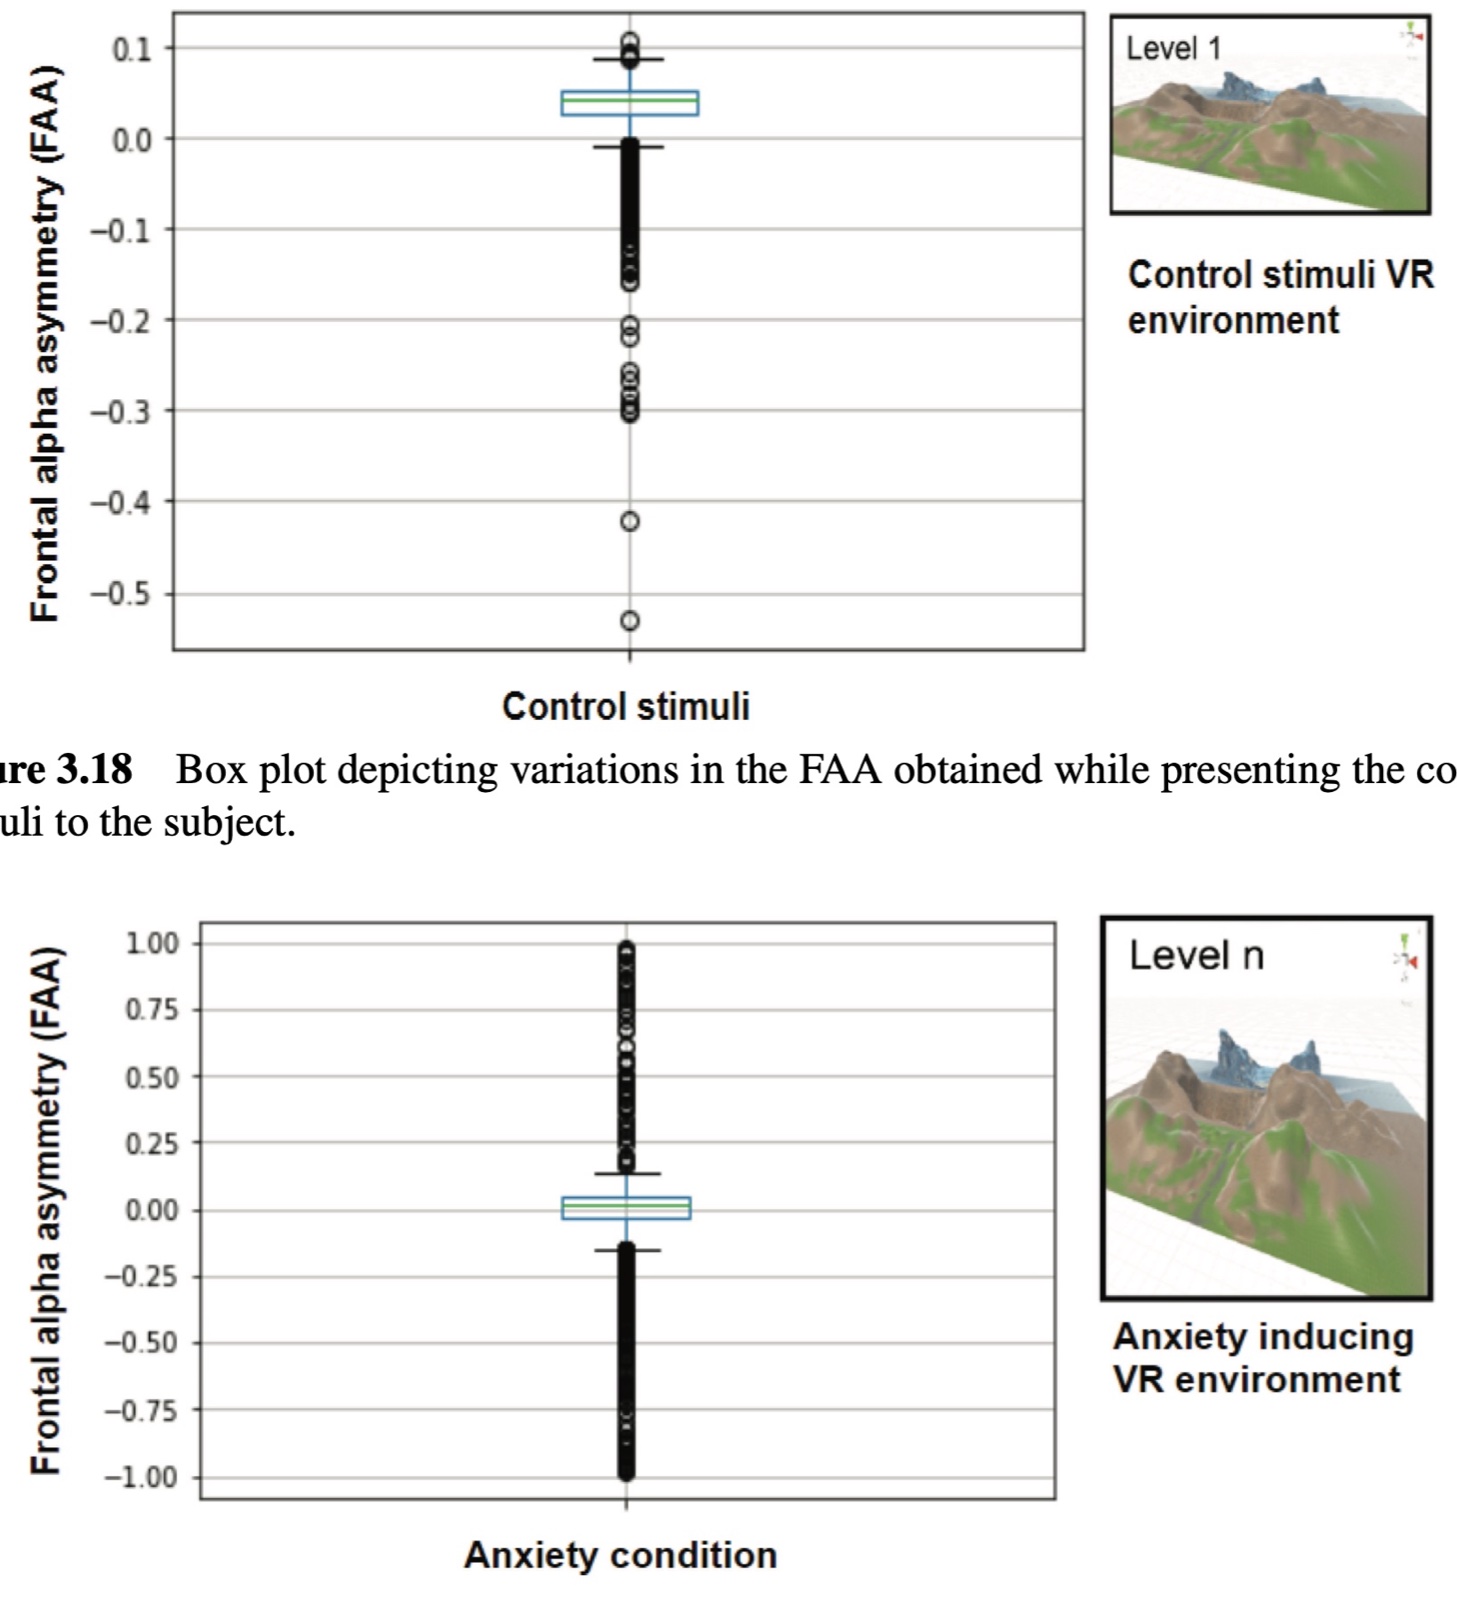 Frontal alpha asymmetry (FAA)
0.1
0.0
−0.1
−0.2
−0.3
−0.4
−0.5
Control stimuli
Level 1
Control stimuli VR
environment
ure 3.18 Box plot depicting variations in the FAA obtained while presenting the co
uli to the subject.
Frontal alpha asymmetry (FAA)
1.00
0.75
0.50
0.25
0.00
−0.25
−0.50
−0.75
−1.00
Anxiety condition
Level n
Anxiety inducing
VR environment